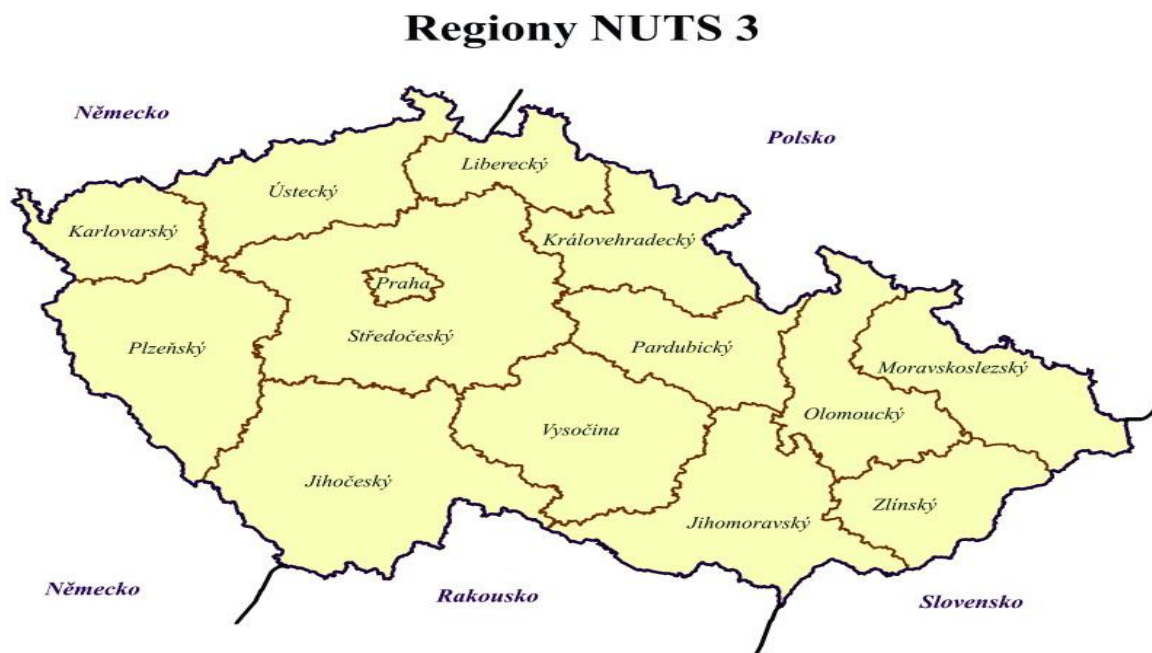 Regiony NUTS 3
Německo
Polsko
Liberecký
Ústecký
Karlovarský
Královehradecký
Praha
Středočeský
Plzeňský
Pardubický
Moravskoslezský
Olomoucký
Vysočina
Jihočeský
Zlínský
Jihomoravský
Německo
Rakousko
Slovensko